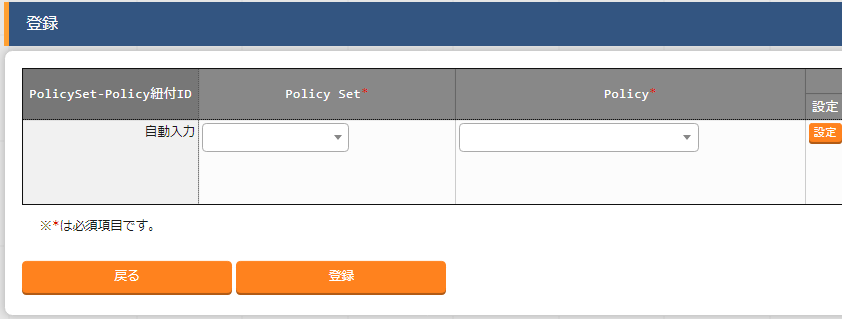 登録
PolicySet-Policy紐付ID
Policy Set*
Policy*
設定
自動入力
設定
※*は必須項目です。
戻る
登録